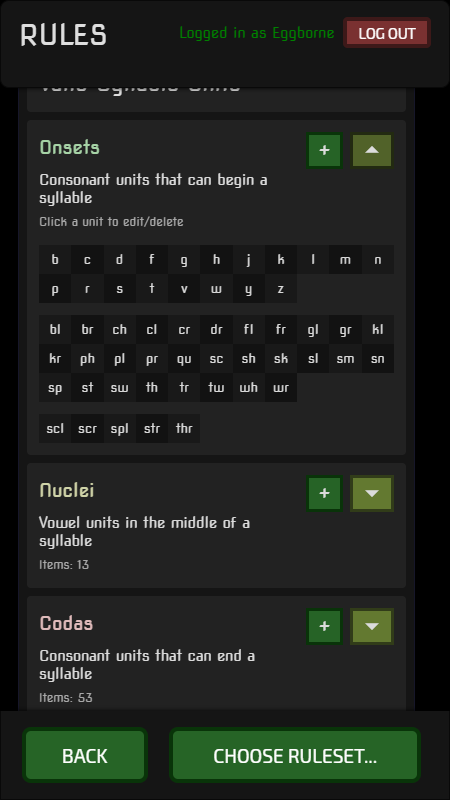 RULES
Logged in as Eggborne
LOG OUT
Valid Syllable Units
Onsets
+
Consonant units that can begin a
syllable
Click a unit to edit/delete
b c d f g h j k l m n
p r s t v w y z
bl br ch cl cr dr fl fr gl gr kl
kr ph pl pr qu sc sh sk sl sm sn
sp st sw th tr tw wh wr
scl scr spl str thr
Nuclei
+
Vowel units in the middle of a
syllable
Items: 13
Codas
+
Consonant units that can end a
syllable
Items: 53
BACK
CHOOSE RULESET...